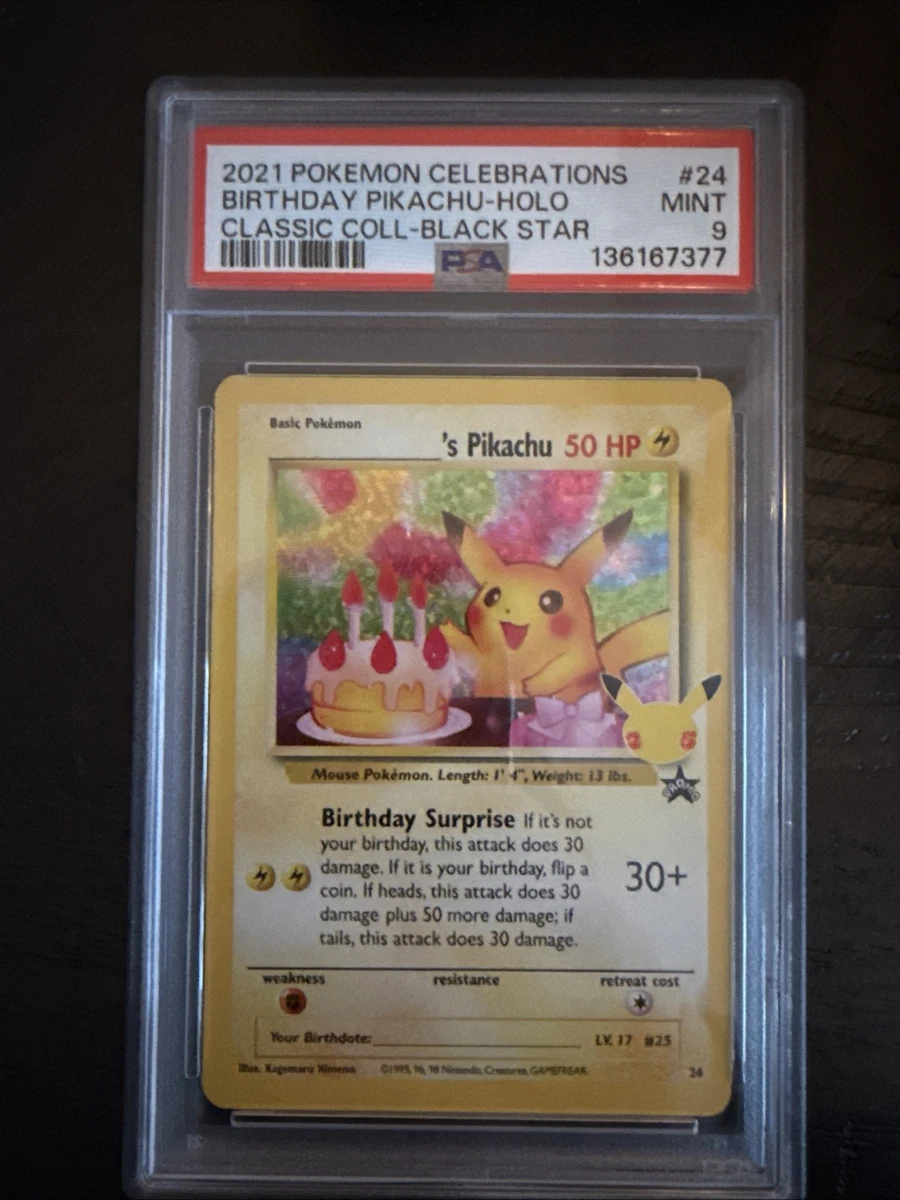 2021 POKEMON CELEBRATIONS #24
BIRTHDAY PIKACHU-HOLO MINT
CLASSIC COLL-BLACK STAR 9
PSA 136167377
Basic Pokémon
's Pikachu 50 HP
25
PROMO
Mouse Pokémon. Length: 1' 4", Weight: 13 lbs.
Birthday Surprise If it's not
your birthday, this attack does 30
damage. If it is your birthday, flip a
coin. If heads, this attack does 30
damage plus 50 more damage; if
tails, this attack does 30 damage.
30+
weakness resistance retreat cost
Your Birthdate: LV. 17 #25
Illus. Kagemaru Himeno ©1995, 96, 98 Nintendo, Creatures, GAMEFREAK. 24